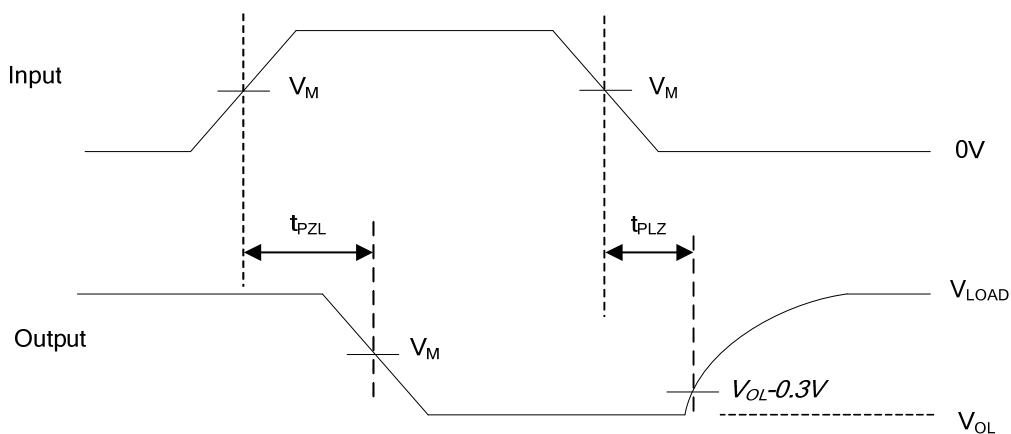 Input
V_M
V_M
0V
t_PZL
t_PLZ
V_LOAD
Output
V_M
V_OL-0.3V
V_OL